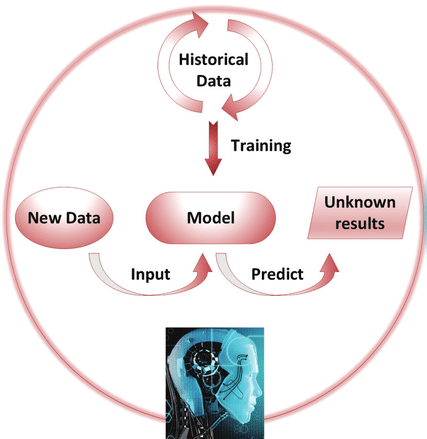 Historical
Data
Training
New Data
Model
Unknown
results
Input
Predict